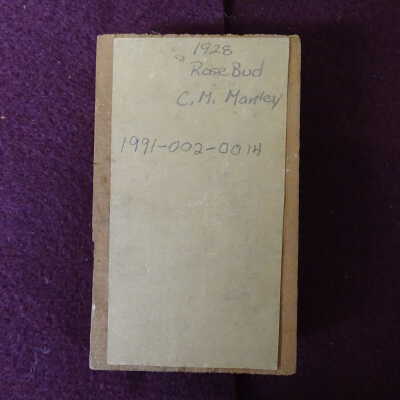 1928
"Rose Bud
C. M. Manley
1991-002-0014